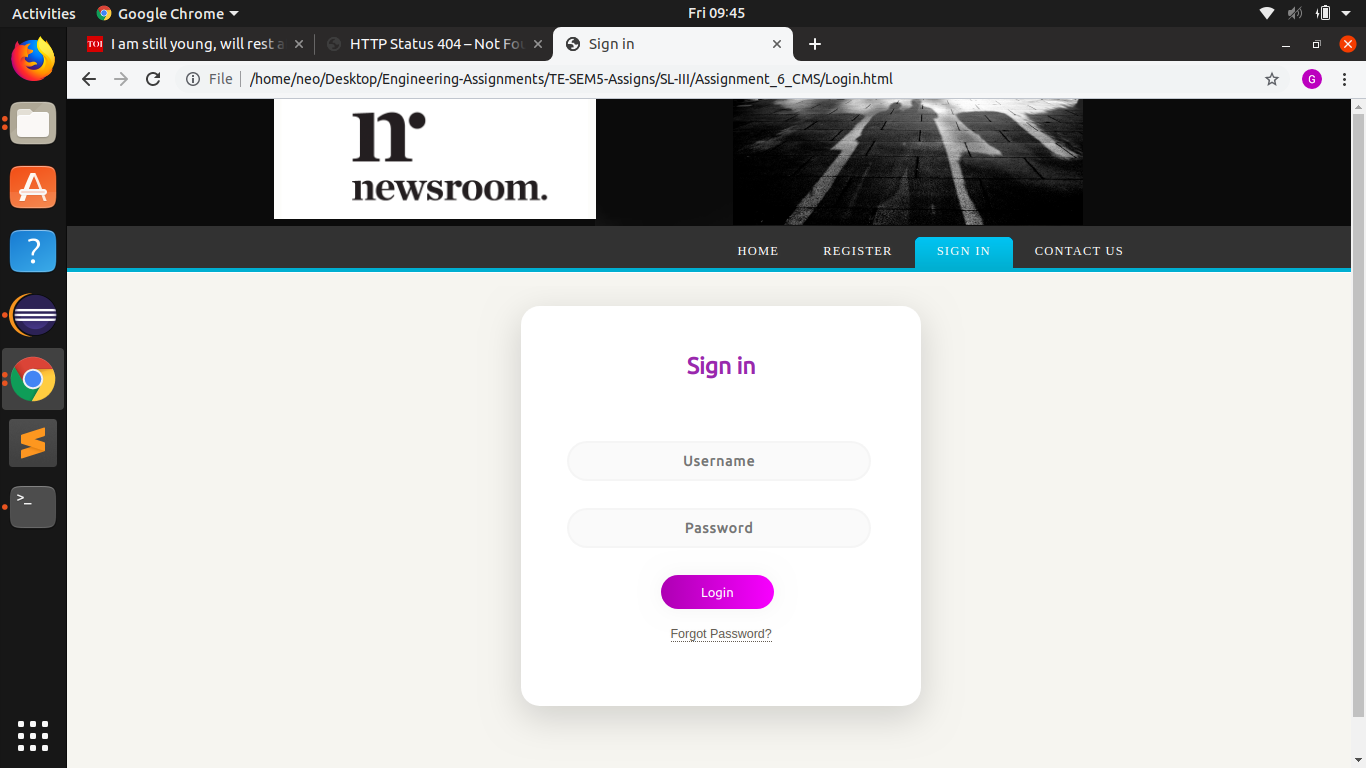 Activities Google Chrome Fri 09:45
TOI I am still young, will rest a HTTP Status 404 – Not Fou Sign in
File /home/neo/Desktop/Engineering-Assignments/TE-SEM5-Assigns/SL-III/Assignment_6_CMS/Login.html G
nr
newsroom.
HOME REGISTER SIGN IN CONTACT US
Sign in
Username
Password
Login
Forgot Password?
?
>_